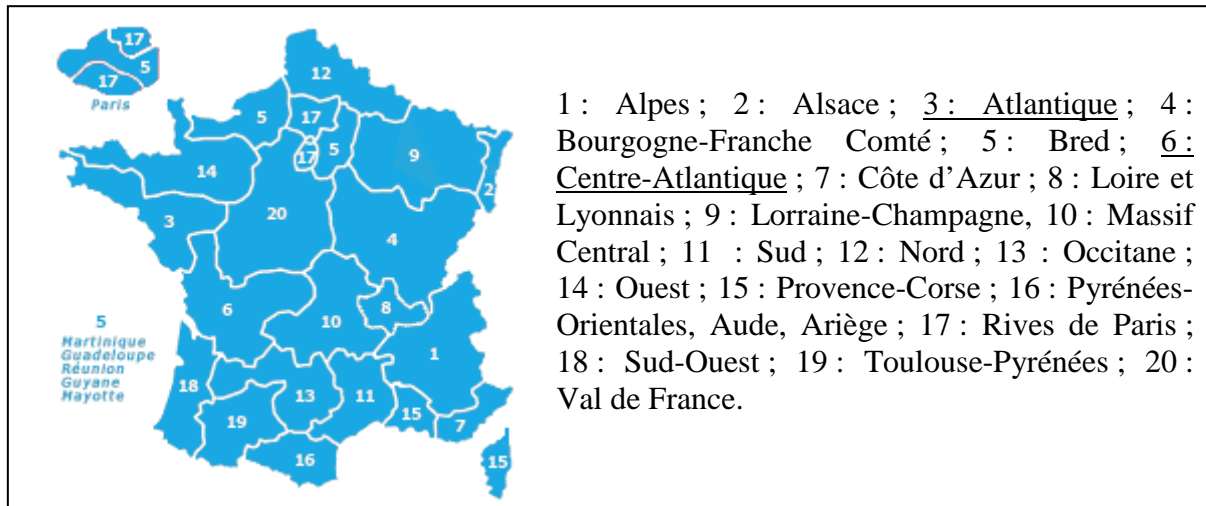 17
5
17
Paris
12
5
17
17
5
9
2
14
3
20
4
6
10
8
1
5
Martinique
Guadeloupe
Réunion
Guyane
Mayotte
18
13
11
19
15
7
16
15
1 : Alpes ; 2 : Alsace ; 3 : Atlantique ; 4 :
Bourgogne-Franche Comté ; 5 : Bred ; 6 :
Centre-Atlantique ; 7 : Côte d’Azur ; 8 : Loire et
Lyonnais ; 9 : Lorraine-Champagne, 10 : Massif
Central ; 11 : Sud ; 12 : Nord ; 13 : Occitane ;
14 : Ouest ; 15 : Provence-Corse ; 16 : Pyrénées-
Orientales, Aude, Ariège ; 17 : Rives de Paris ;
18 : Sud-Ouest ; 19 : Toulouse-Pyrénées ; 20 :
Val de France.